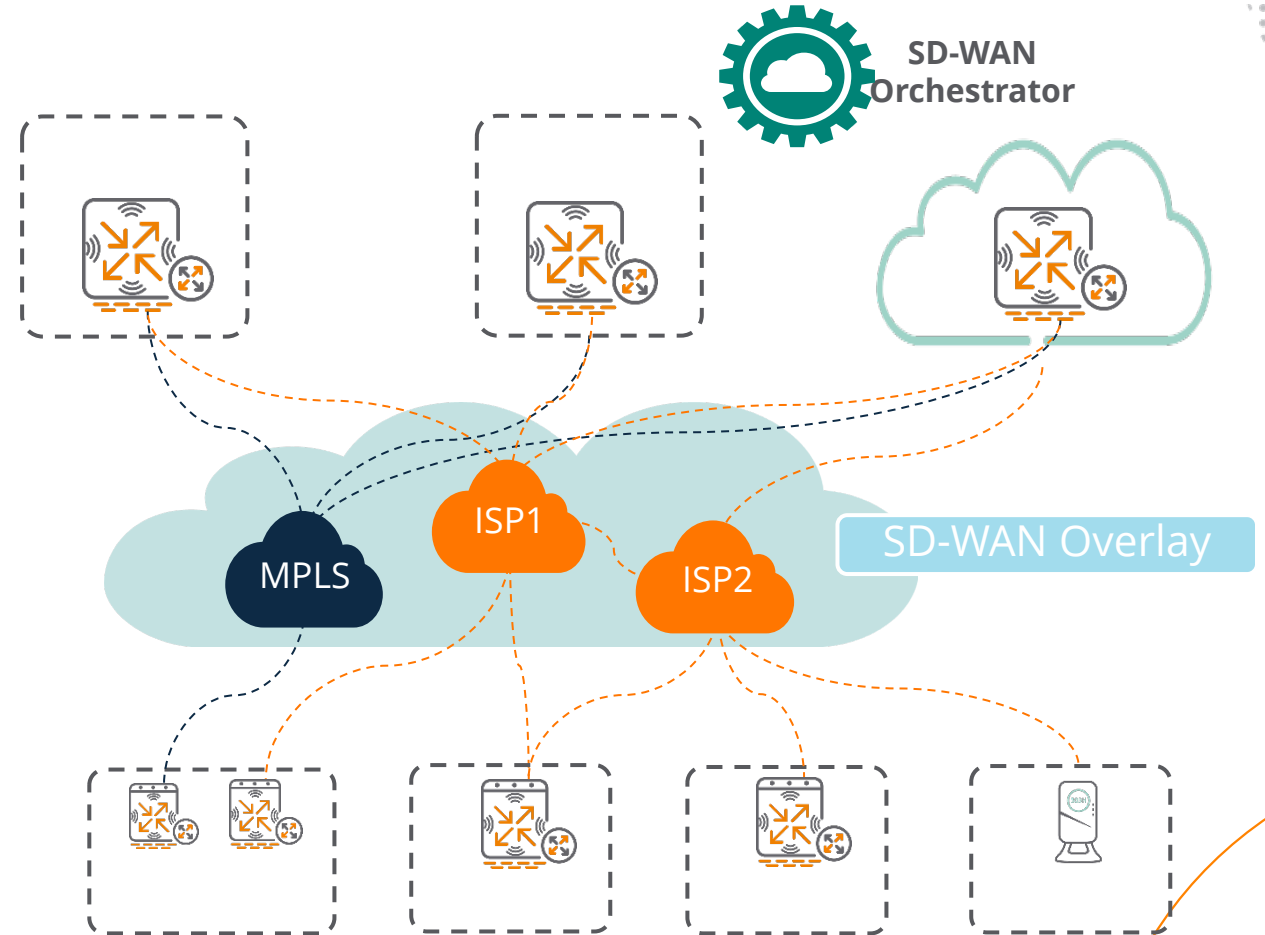 SD-WAN
Orchestrator
ISP1
SD-WAN Overlay
MPLS
ISP2